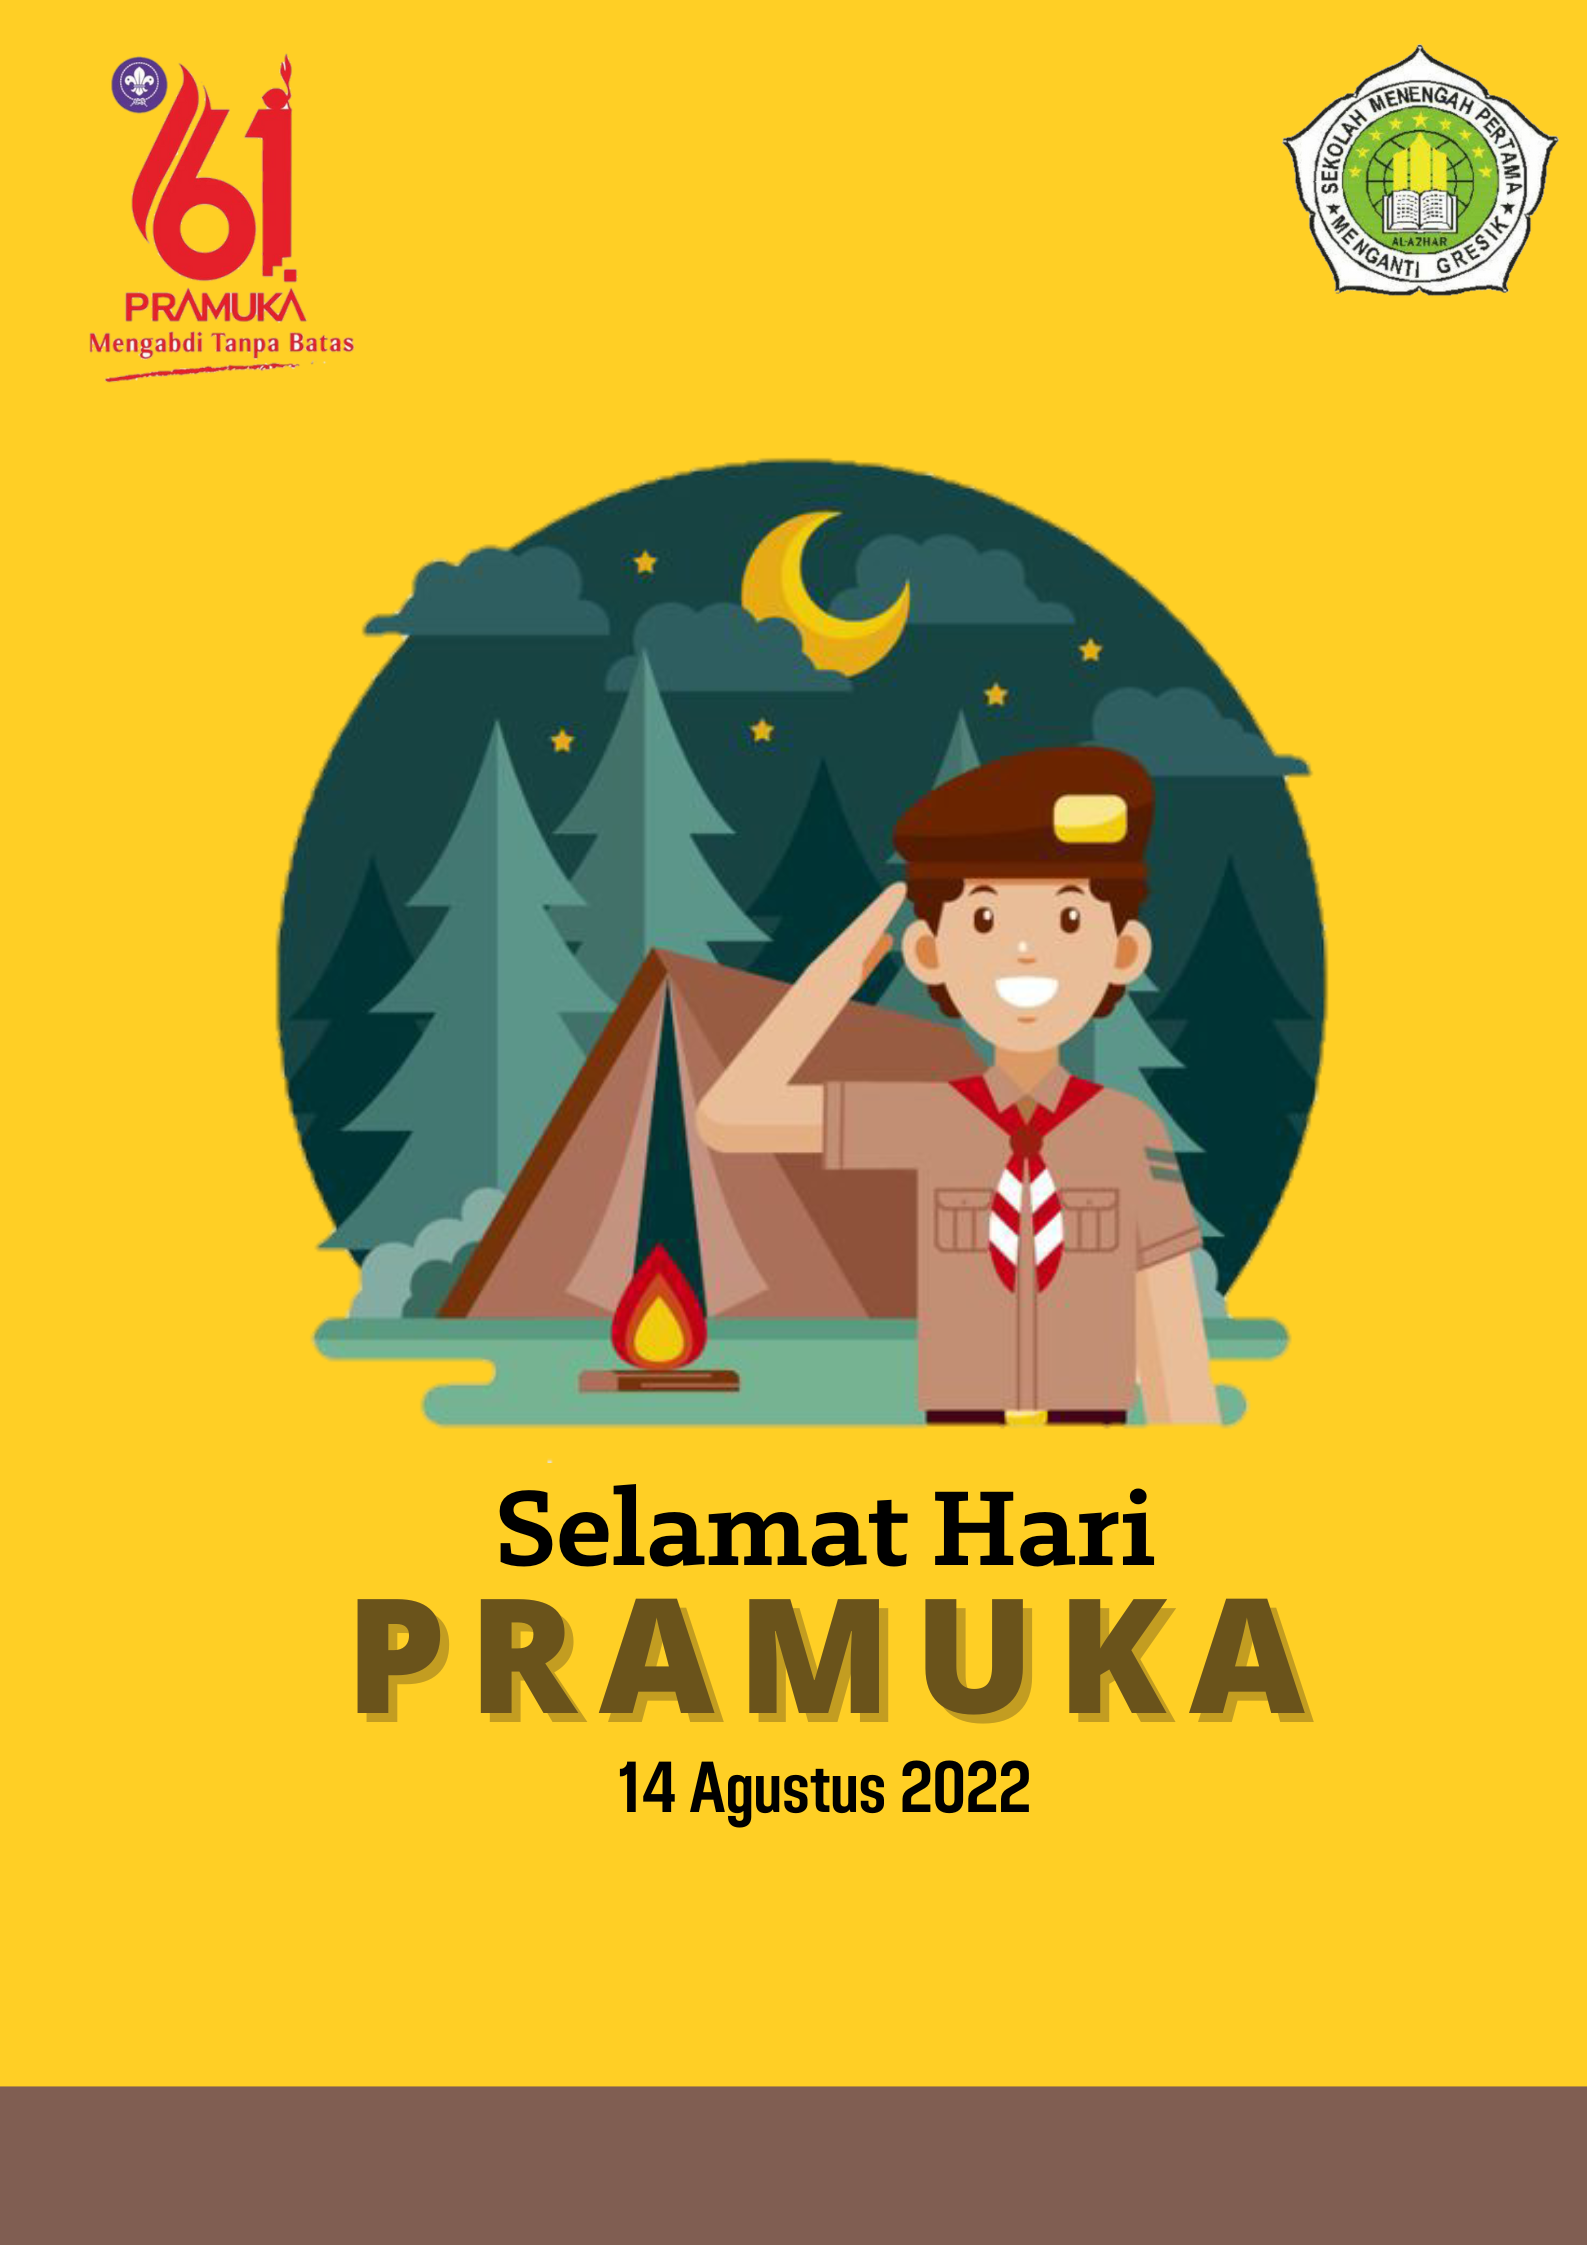 61
PRAMUKA
Mengabdi Tanpa Batas
SEKOLAH MENENGAH PERTAMA
AL-AZHAR
★ MENGANTI GRESIK ★
Selamat Hari
PRAMUKA
14 Agustus 2022